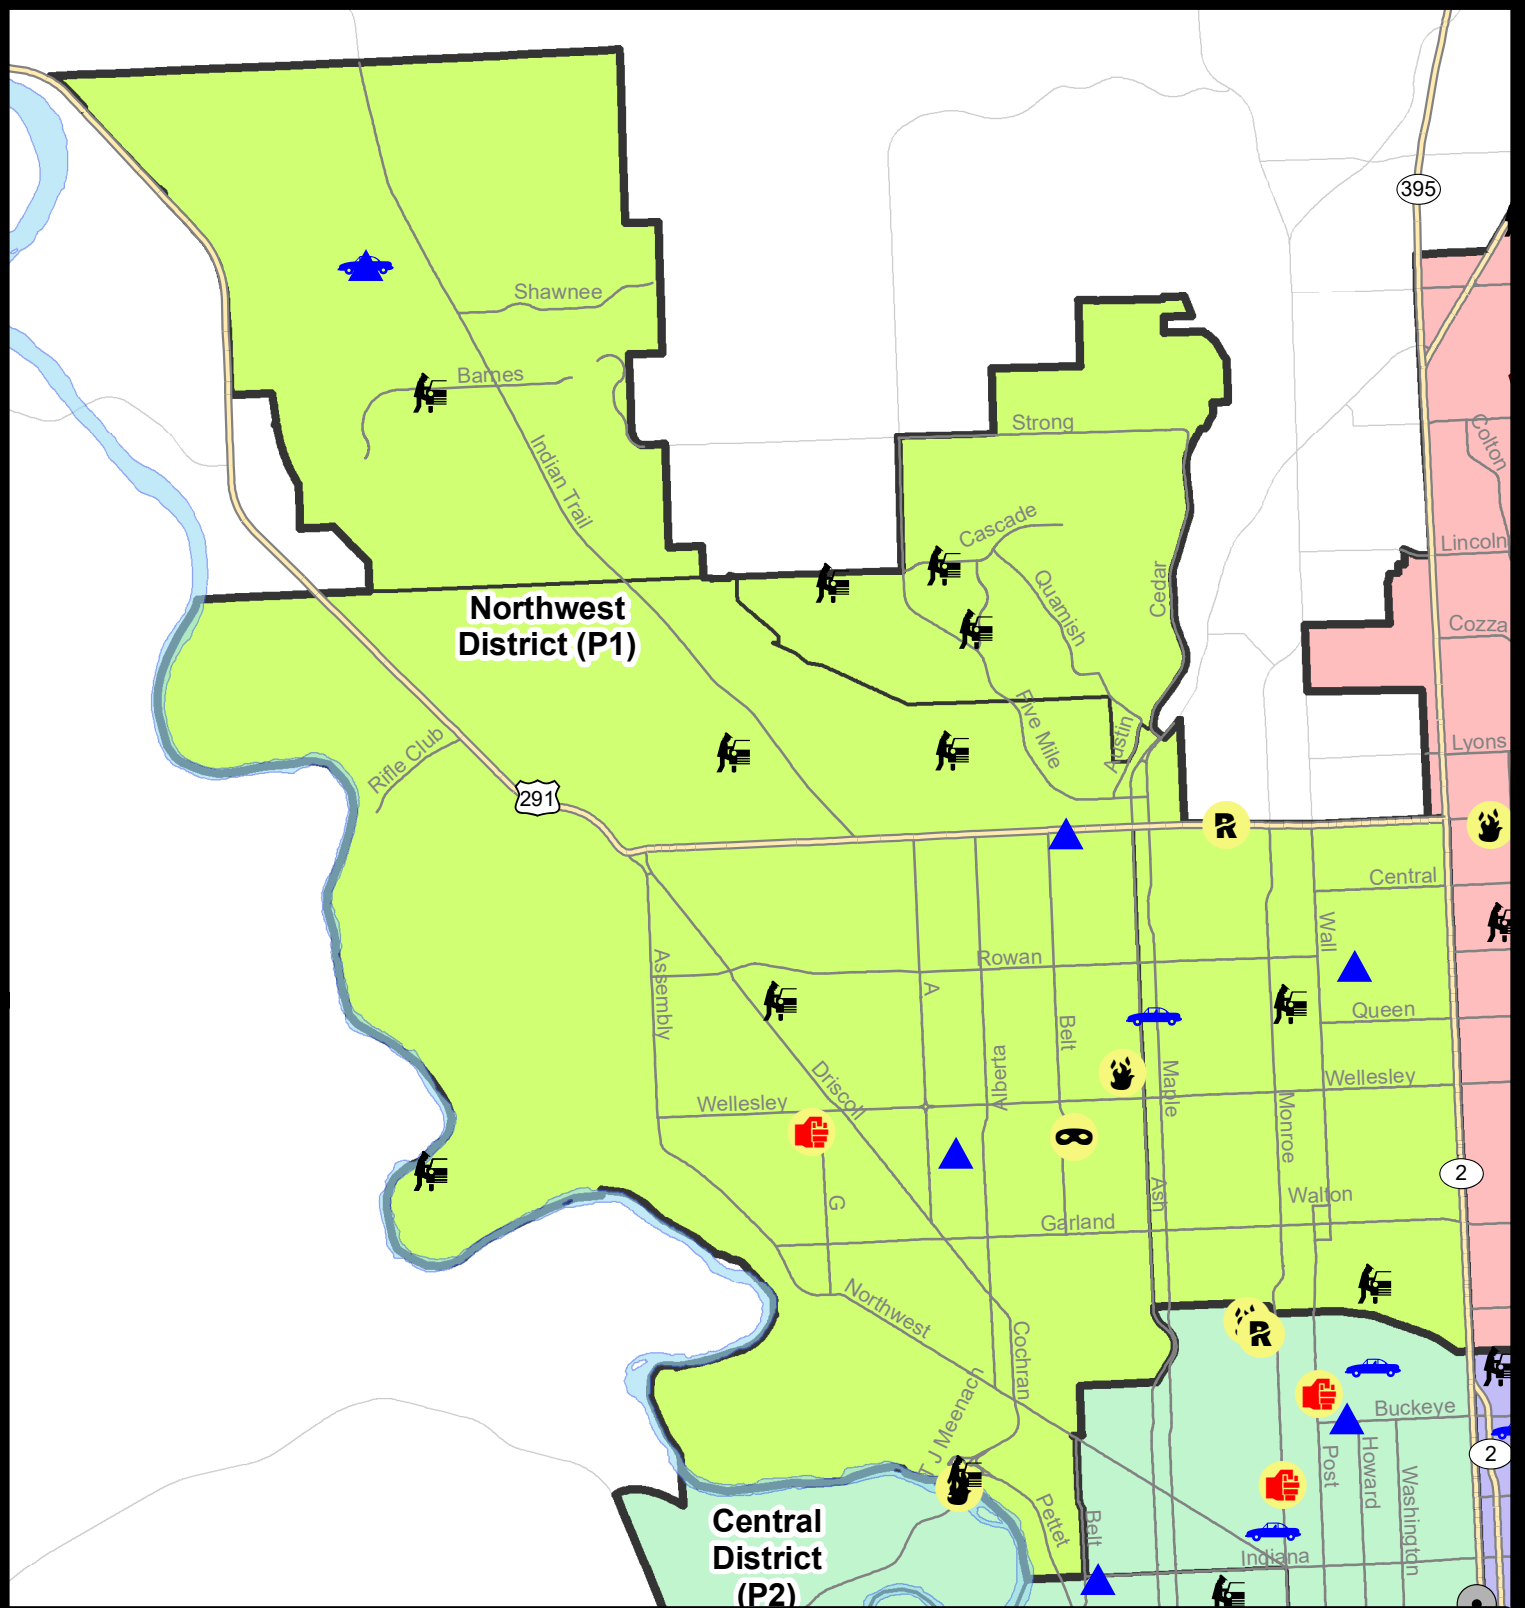 395
Shawnee
Barnes
Strong
Colton
Indian Trail
Cascade
Lincoln
Quamish
Cedar
Northwest
District (P1)
Cozza
Five Mile
Austin
Lyons
Rifle Club
291
R
Central
Wall
Rowan
Assembly
A
Queen
Belt
Alberta
Driscoll
Maple
Wellesley
Wellesley
Monroe
2
Ash
Walton
G
Garland
Northwest
R
Cochran
T J Meenach
Buckeye
Post
Howard
2
Washington
Pettet
Belt
Central
District
(P2)
Indiana